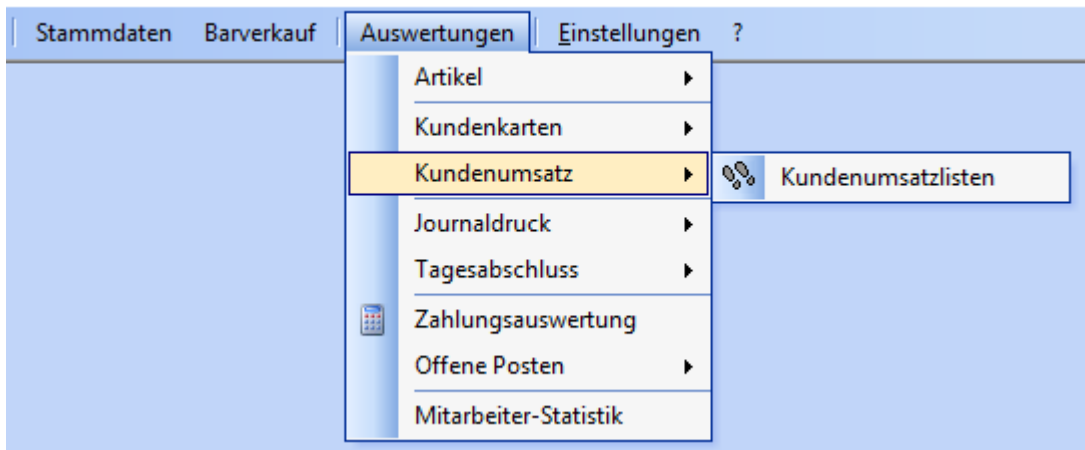 Stammdaten Barverkauf Auswertungen Einstellungen ?
Artikel
Kundenkarten
Kundenumsatz Kundenumsatzlisten
Journaldruck
Tagesabschluss
Zahlungsauswertung
Offene Posten
Mitarbeiter-Statistik